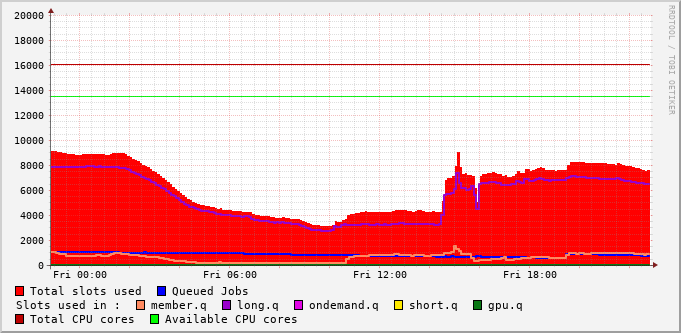 RRDTOOL / TOBI OETIKER
20000
18000
16000
14000
12000
10000
8000
6000
4000
2000
0
Fri 00:00 Fri 06:00 Fri 12:00 Fri 18:00
Total slots used Queued Jobs
Slots used in : member.q long.q ondemand.q short.q gpu.q
Total CPU cores Available CPU cores